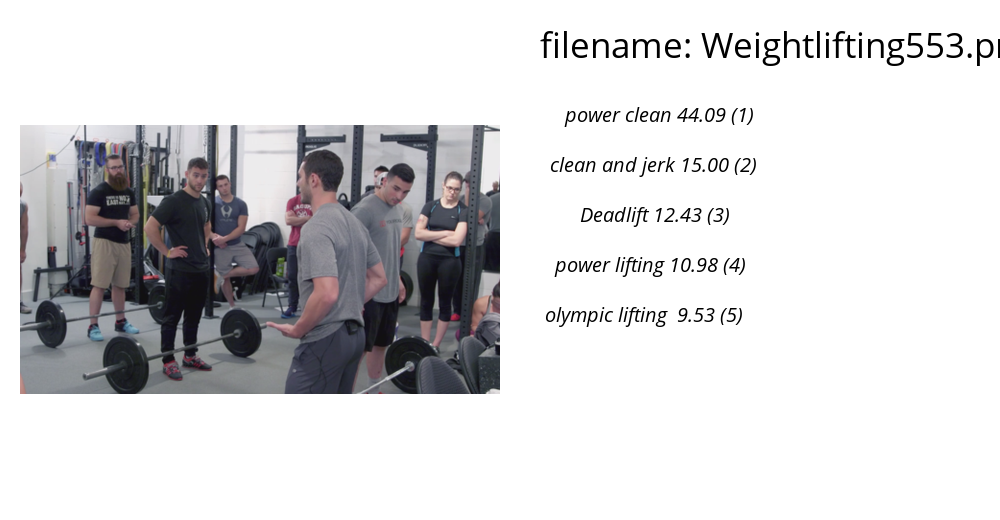 filename: Weightlifting553.pr
power clean 44.09 (1)
clean and jerk 15.00 (2)
Deadlift 12.43 (3)
power lifting 10.98 (4)
olympic lifting 9.53 (5)